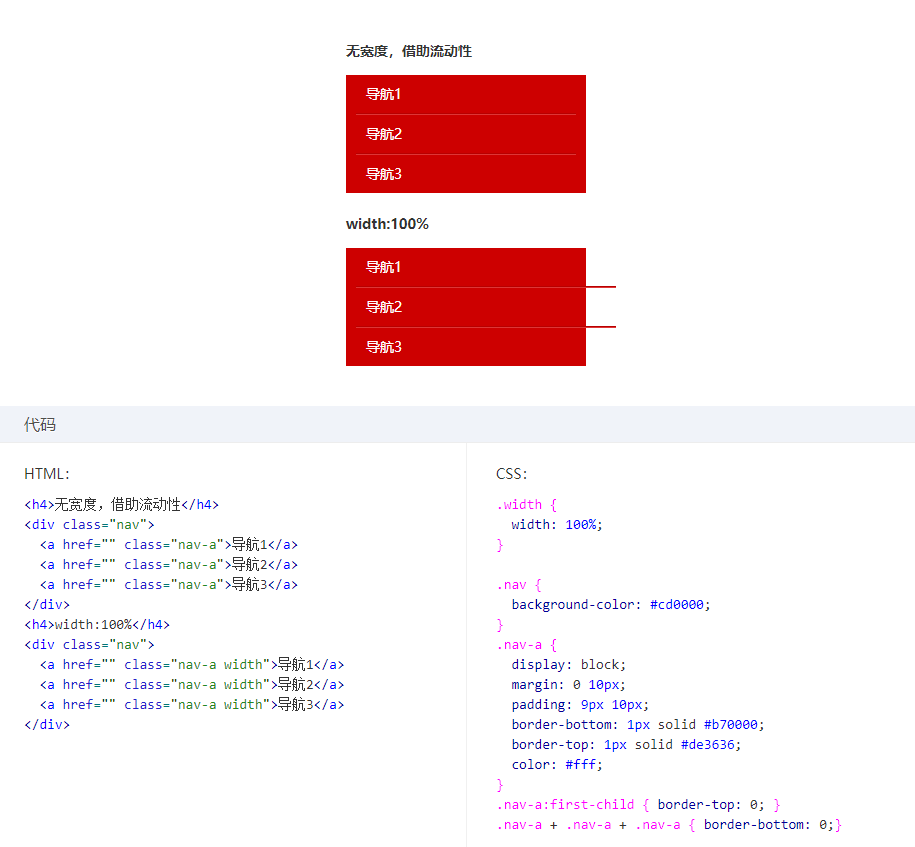 无宽度，借助流动性
导航1
导航2
导航3
width:100%
导航1
导航2
导航3
代码
HTML:
<h4>无宽度，借助流动性</h4>
<div class="nav">
  <a href="" class="nav-a">导航1</a>
  <a href="" class="nav-a">导航2</a>
  <a href="" class="nav-a">导航3</a>
</div>
<h4>width:100%</h4>
<div class="nav">
  <a href="" class="nav-a width">导航1</a>
  <a href="" class="nav-a width">导航2</a>
  <a href="" class="nav-a width">导航3</a>
</div>
CSS:
.width {
  width: 100%;
}
.nav {
  background-color: #cd0000;
}
.nav-a {
  display: block;
  margin: 0 10px;
  padding: 9px 10px;
  border-bottom: 1px solid #b70000;
  border-top: 1px solid #de3636;
  color: #fff;
}
.nav-a:first-child { border-top: 0; }
.nav-a + .nav-a + .nav-a { border-bottom: 0;}